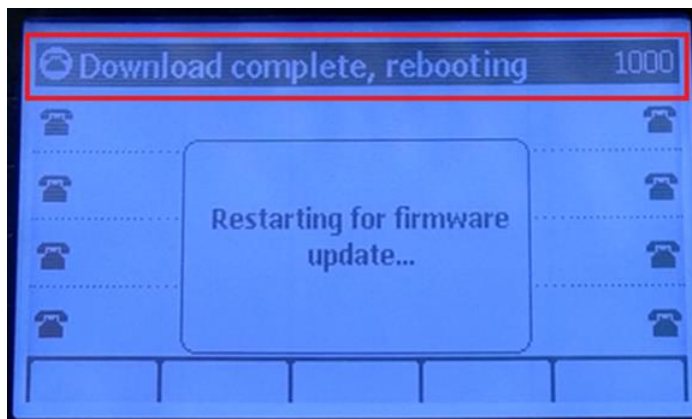 Download complete, rebooting 1000
Restarting for firmware
update...